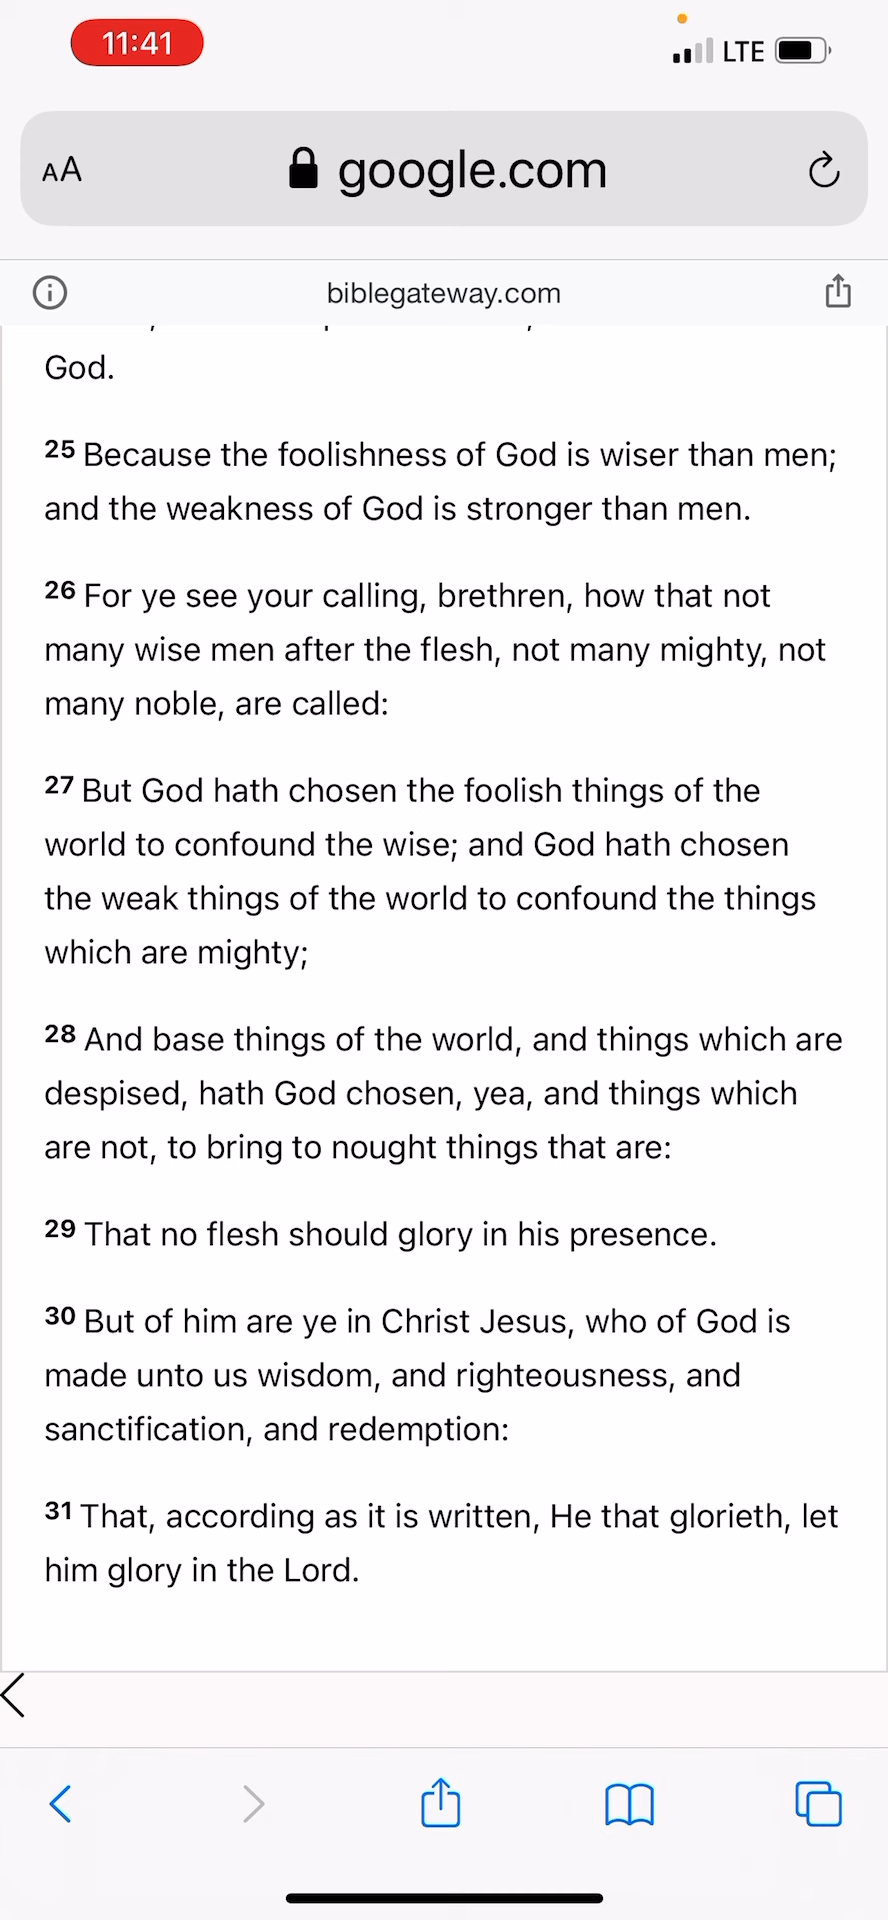 11:41
LTE
AA
google.com
biblegateway.com
God.
25 Because the foolishness of God is wiser than men;
and the weakness of God is stronger than men.
26 For ye see your calling, brethren, how that not
many wise men after the flesh, not many mighty, not
many noble, are called:
27 But God hath chosen the foolish things of the
world to confound the wise; and God hath chosen
the weak things of the world to confound the things
which are mighty;
28 And base things of the world, and things which are
despised, hath God chosen, yea, and things which
are not, to bring to nought things that are:
29 That no flesh should glory in his presence.
30 But of him are ye in Christ Jesus, who of God is
made unto us wisdom, and righteousness, and
sanctification, and redemption:
31 That, according as it is written, He that glorieth, let
him glory in the Lord.